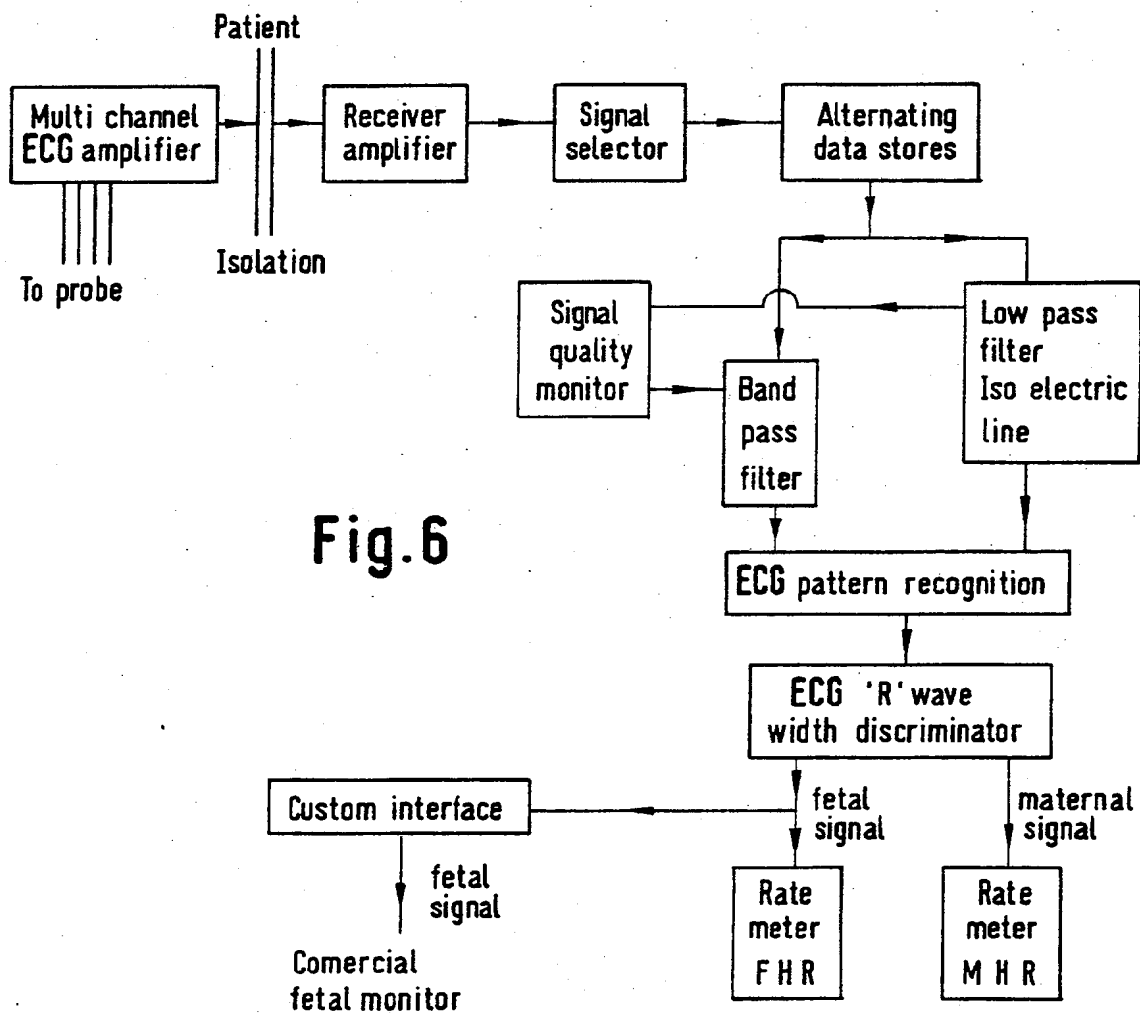 Patient
Multi channel
ECG amplifier
Receiver
amplifier
Signal
selector
Alternating
data stores
Isolation
To probe
Signal
quality
monitor
Low pass
filter
Iso electric
line
Band
pass
filter
Fig.6
ECG pattern recognition
ECG 'R' wave
width discriminator
Custom interface
fetal
signal
maternal
signal
fetal
signal
Rate
meter
FHR
Rate
meter
MHR
Comercial
fetal monitor